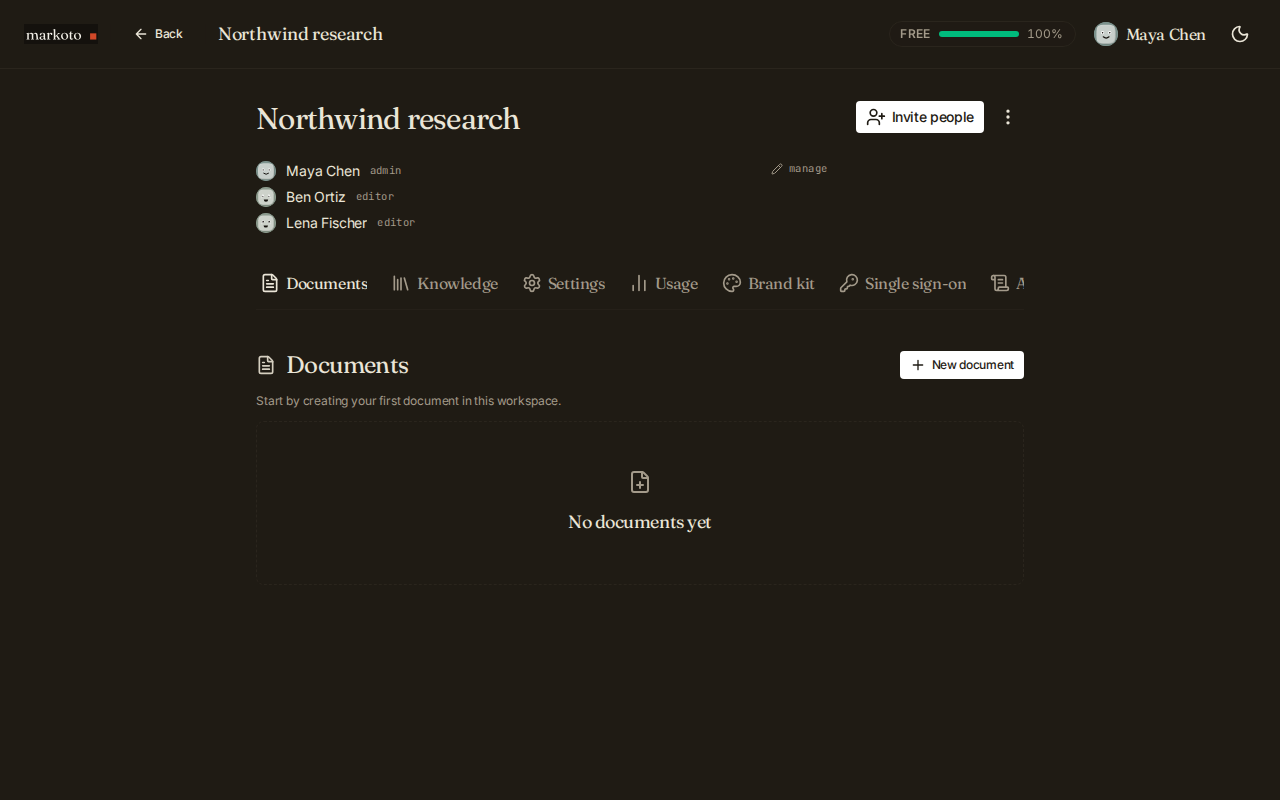 markoto
Back
Northwind research
FREE
100%
Maya Chen
Northwind research
Invite people
Maya Chen admin
manage
Ben Ortiz editor
Lena Fischer editor
Documents
Knowledge
Settings
Usage
Brand kit
Single sign-on
Documents
New document
Start by creating your first document in this workspace.
No documents yet